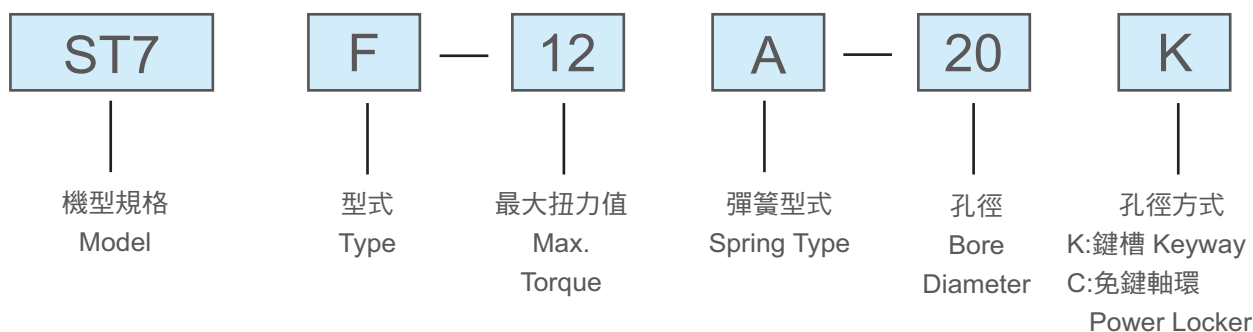 ST7 F — 12 A — 20 K
機型規格
Model
型式
Type
最大扭力值
Max.
Torque
彈簧型式
Spring Type
孔徑
Bore
Diameter
孔徑方式
K:鍵槽 Keyway
C:免鍵軸環
Power Locker